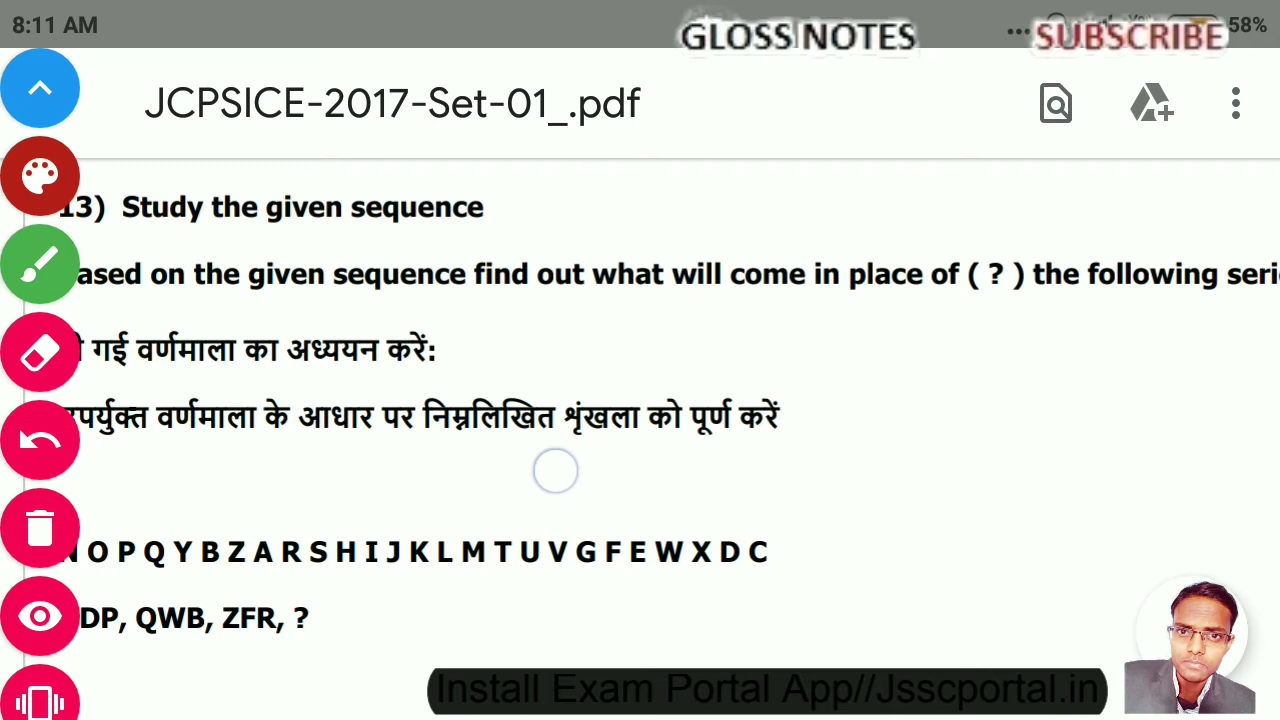 8:11 AM
GLOSS NOTES
SUBSCRIBE
58%
JCPSICE-2017-Set-01_.pdf
13) Study the given sequence
ased on the given sequence find out what will come in place of ( ? ) the following seri
गई वर्णमाला का अध्ययन करें:
वर्णमाला के आधार पर निम्नलिखित शृंखला को पूर्ण करें
N O P Q Y B Z A R S H I J K L M T U V G F E W X D C
DP, QWB, ZFR, ?
Install Exam Portal App//Jsscportal.in